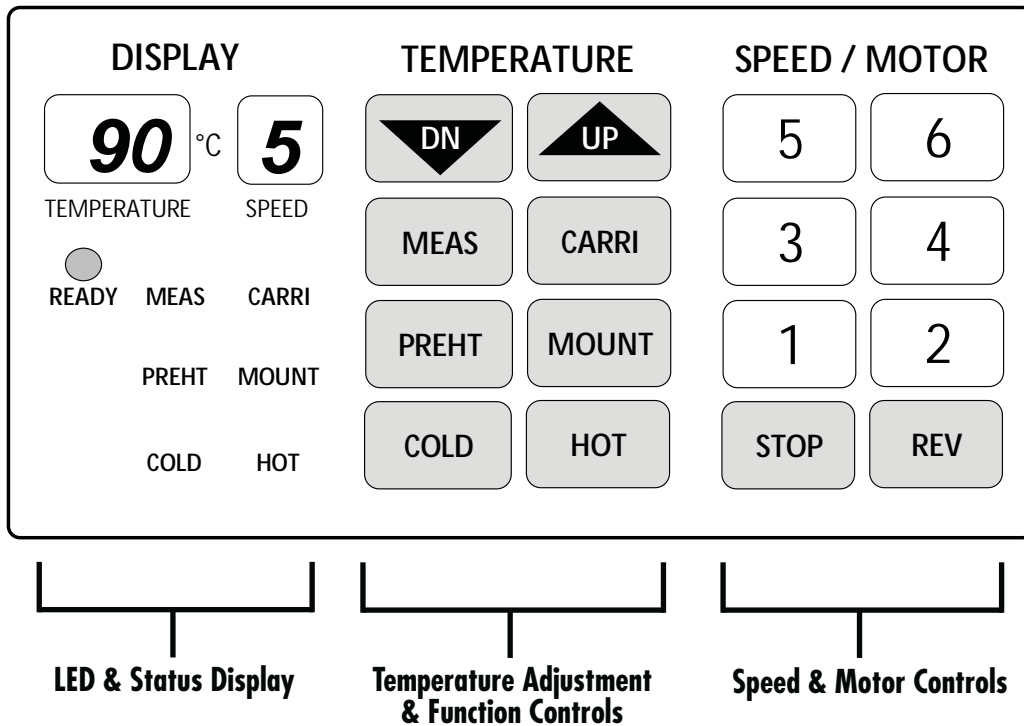 DISPLAY
90 °C 5
TEMPERATURE SPEED
READY MEAS CARRI
PREHT MOUNT
COLD HOT
TEMPERATURE
DN UP
MEAS CARRI
PREHT MOUNT
COLD HOT
SPEED / MOTOR
5 6
3 4
1 2
STOP REV
LED & Status Display
Temperature Adjustment
& Function Controls
Speed & Motor Controls